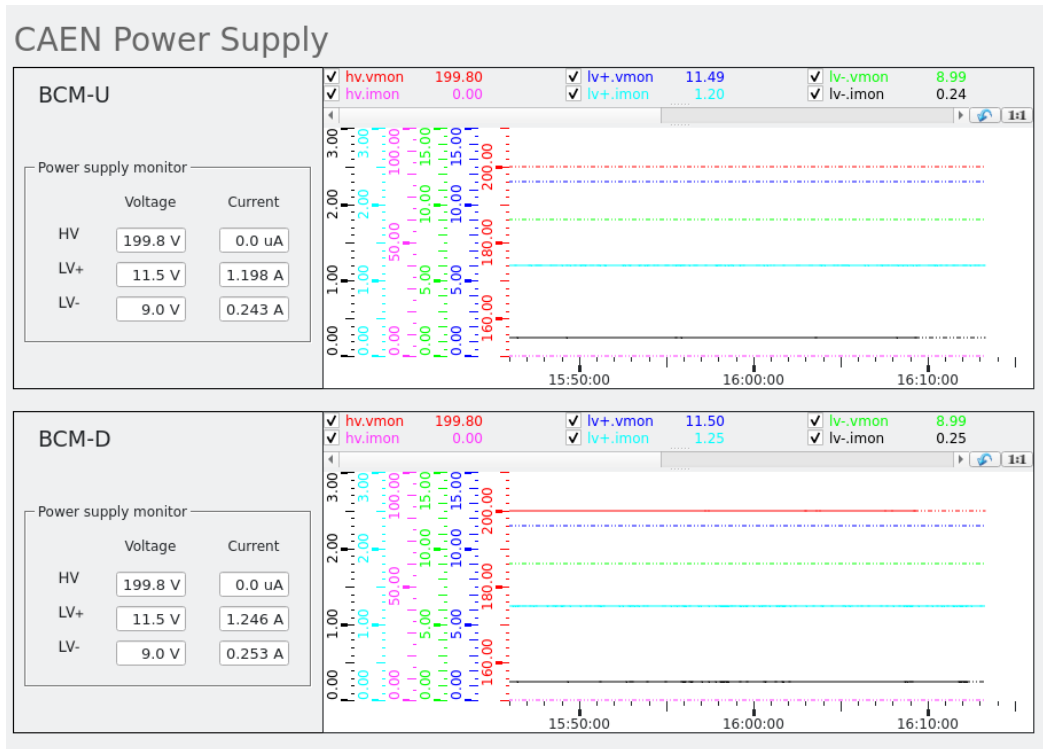 CAEN Power Supply
BCM-U
hv.vmon 199.80 lv+.vmon 11.49 lv-.vmon 8.99
hv.imon 0.00 lv+.imon 1.20 lv-.imon 0.24
1:1
Power supply monitor
Voltage Current
HV 199.8 V 0.0 uA
LV+ 11.5 V 1.198 A
LV- 9.0 V 0.243 A
3.00 3.00 100.00 15.00 15.00 200.00
2.00 2.00 50.00 10.00 10.00 180.00
1.00 1.00 5.00 5.00 160.00
0.00 0.00 0.00 0.00 0.00
15:50:00 16:00:00 16:10:00
BCM-D
hv.vmon 199.80 lv+.vmon 11.50 lv-.vmon 8.99
hv.imon 0.00 lv+.imon 1.25 lv-.imon 0.25
1:1
Power supply monitor
Voltage Current
HV 199.8 V 0.0 uA
LV+ 11.5 V 1.246 A
LV- 9.0 V 0.253 A
3.00 3.00 100.00 15.00 15.00 200.00
2.00 2.00 50.00 10.00 10.00 180.00
1.00 1.00 5.00 5.00 160.00
0.00 0.00 0.00 0.00 0.00
15:50:00 16:00:00 16:10:00